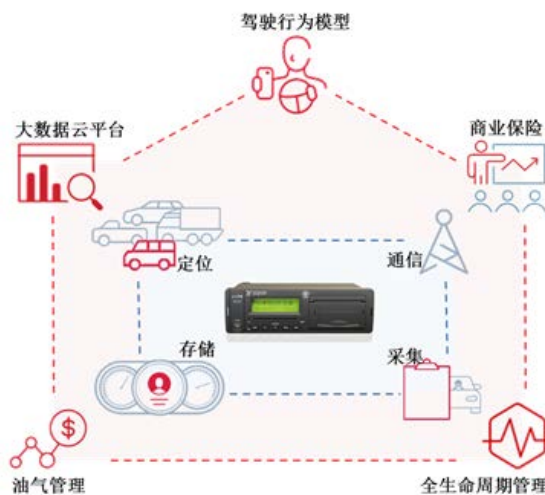 驾驶行为模型
大数据云平台
商业保险
定位
通信
存储
采集
$
油气管理
全生命周期管理